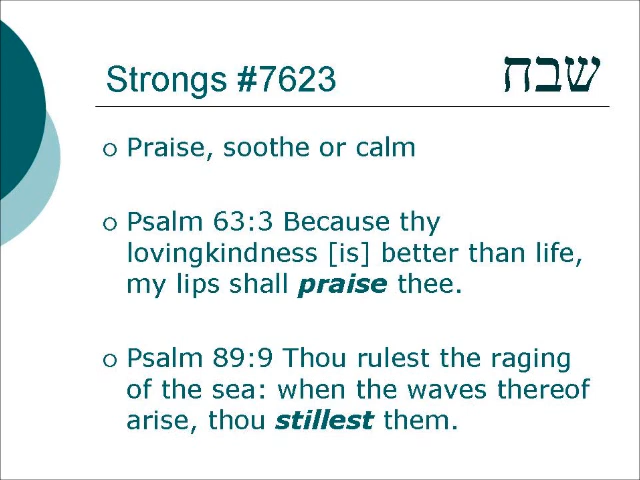 Strongs #7623 שבח
Praise, soothe or calm
Psalm 63:3 Because thy
lovingkindness [is] better than life,
my lips shall praise thee.
Psalm 89:9 Thou rulest the raging
of the sea: when the waves thereof
arise, thou stillest them.